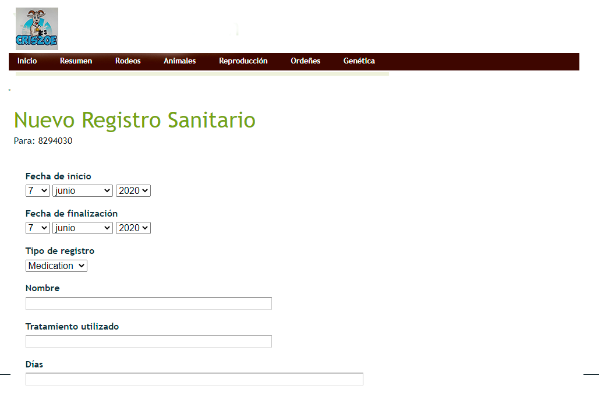 CRISZOE
Inicio Resumen Rodeos Animales Reproducción Ordeñes Genética
Nuevo Registro Sanitario
Para: 8294030
Fecha de inicio
7 junio 2020
Fecha de finalización
7 junio 2020
Tipo de registro
Medication
Nombre
Tratamiento utilizado
Días